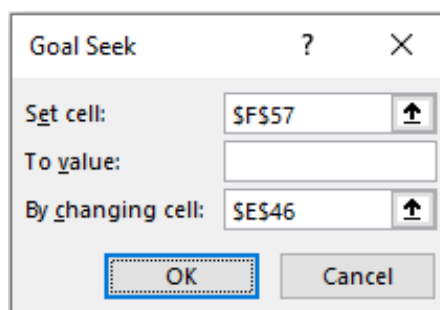 Goal Seek ?
Set cell: $F$57
To value:
By changing cell: $E$46
OK Cancel